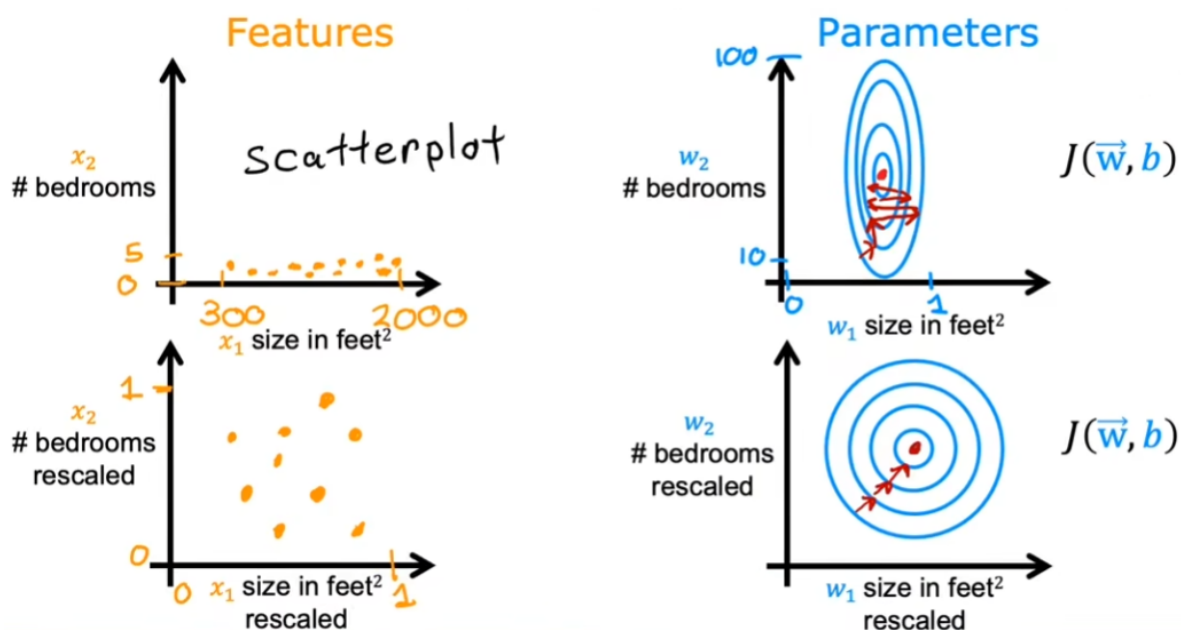 Features
scatterplot
x₂
# bedrooms
5
0
300
2000
x₁ size in feet²
1
x₂
# bedrooms
rescaled
0
0
x₁ size in feet²
1
rescaled
Parameters
100
w₂
# bedrooms
10
0
1
w₁ size in feet²
J(w⃗, b)
w₂
# bedrooms
rescaled
J(w⃗, b)
w₁ size in feet²
rescaled